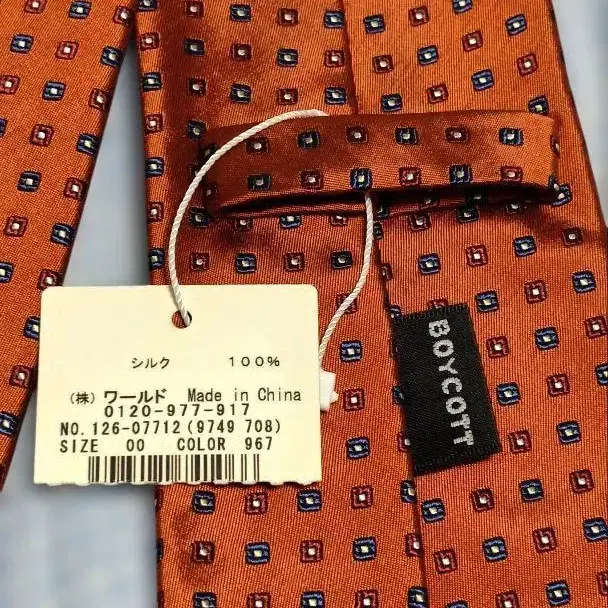 シルク 100%
(株) ワールド Made in China
0120-977-917
NO. 126-07712 (9749 708)
SIZE 00 COLOR 967
BOYCOTT